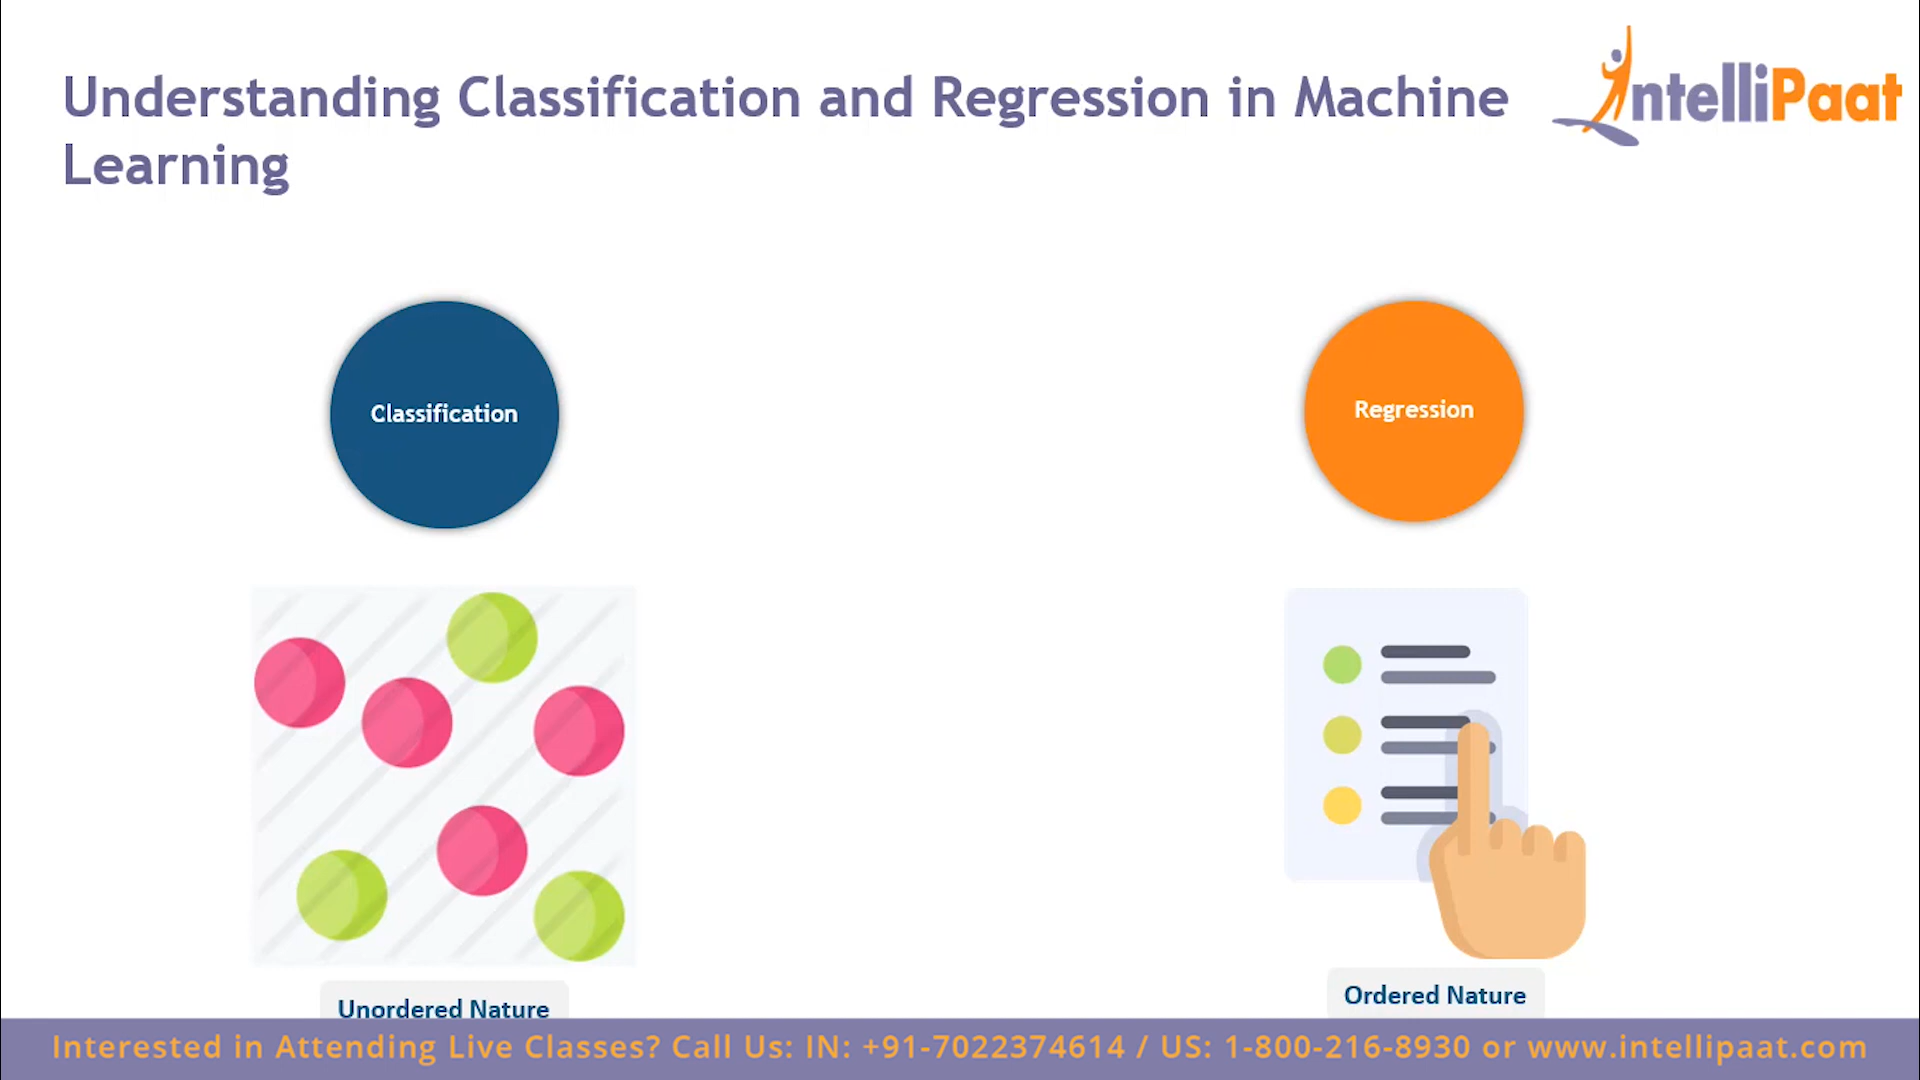 Understanding Classification and Regression in Machine
Learning
IntelliPaat
Classification
Regression
Unordered Nature
Ordered Nature
Interested in Attending Live Classes? Call Us: IN: +91-7022374614 / US: 1-800-216-8930 or www.intellipaat.com